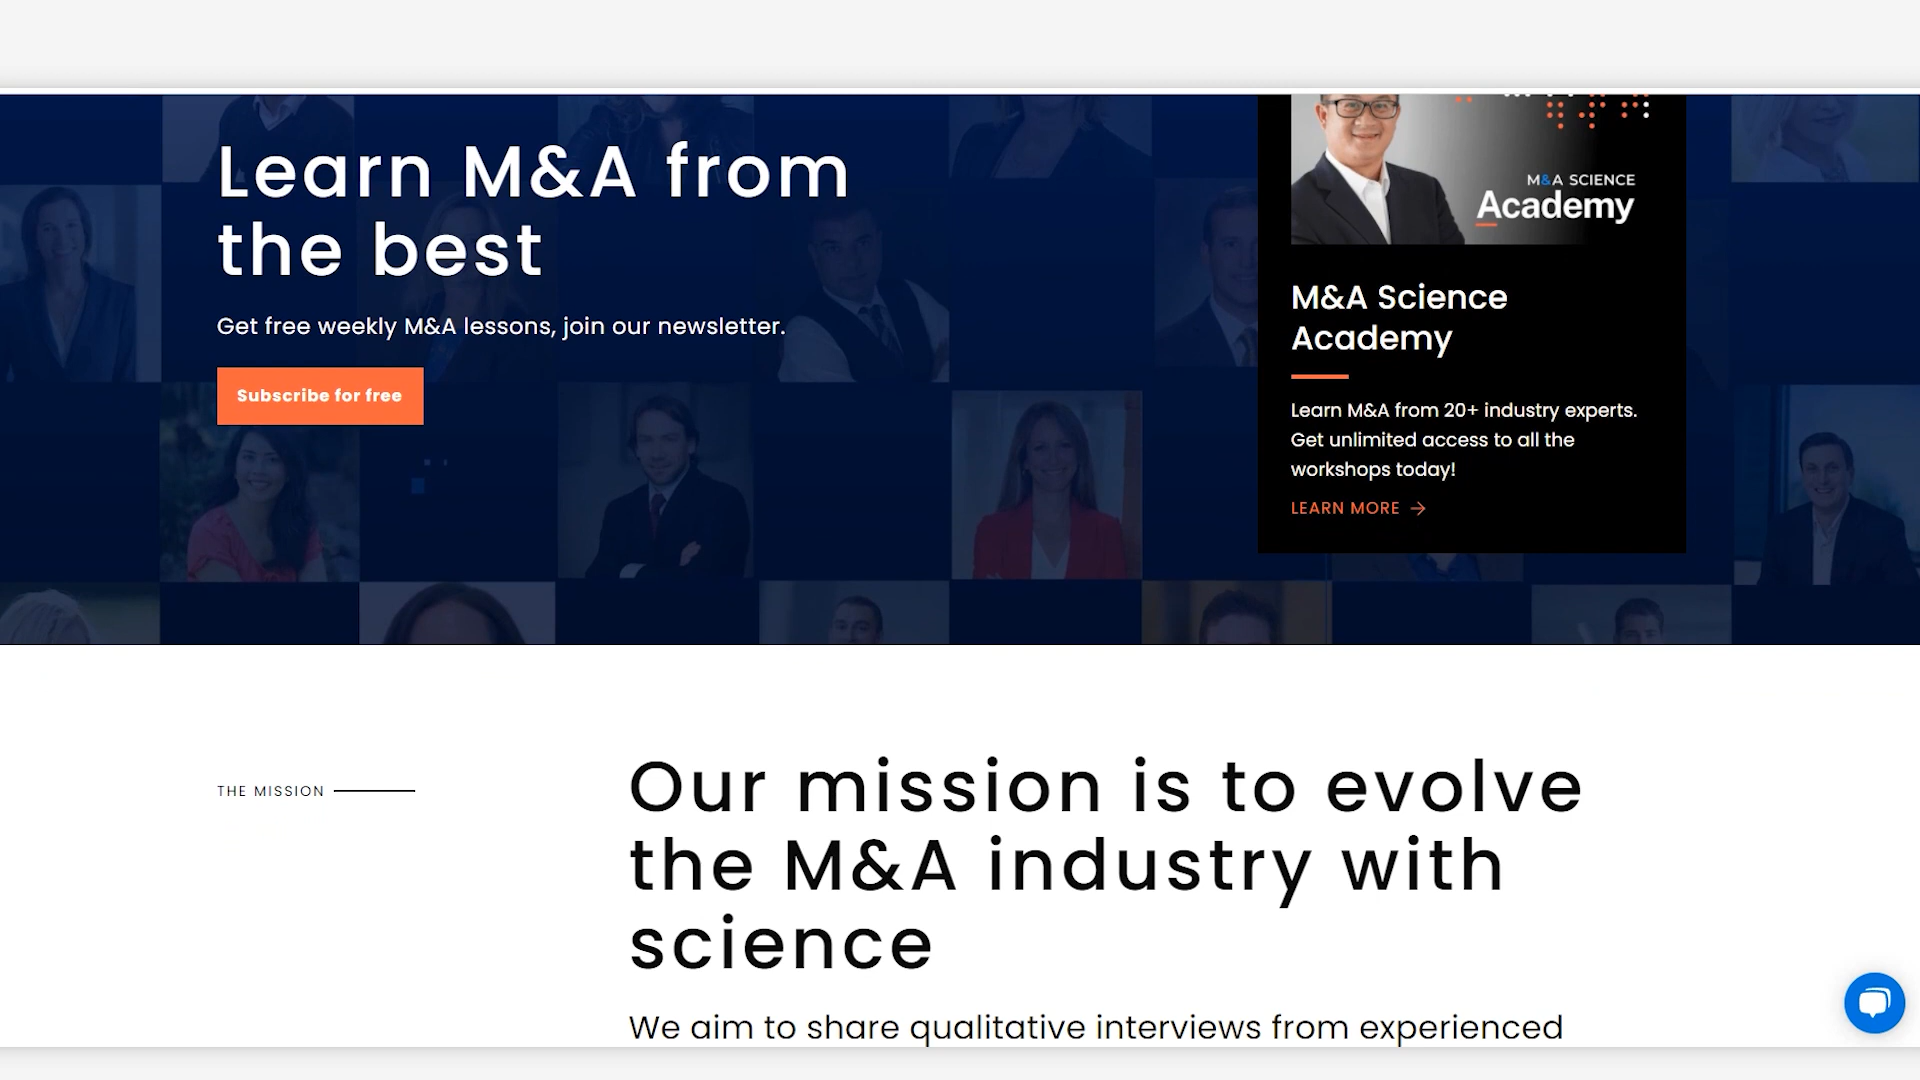 Learn M&A from
the best
Get free weekly M&A lessons, join our newsletter.
Subscribe for free
M&A SCIENCE
Academy
M&A Science
Academy
Learn M&A from 20+ industry experts.
Get unlimited access to all the
workshops today!
LEARN MORE
THE MISSION
Our mission is to evolve
the M&A industry with
science
We aim to share qualitative interviews from experienced